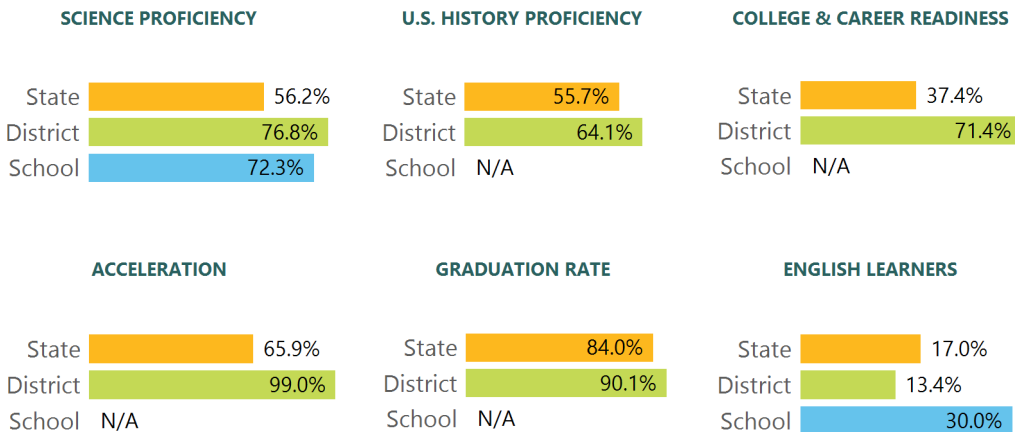 SCIENCE PROFICIENCY
State 56.2%
District 76.8%
School 72.3%
U.S. HISTORY PROFICIENCY
State 55.7%
District 64.1%
School N/A
COLLEGE & CAREER READINESS
State 37.4%
District 71.4%
School N/A
ACCELERATION
State 65.9%
District 99.0%
School N/A
GRADUATION RATE
State 84.0%
District 90.1%
School N/A
ENGLISH LEARNERS
State 17.0%
District 13.4%
School 30.0%